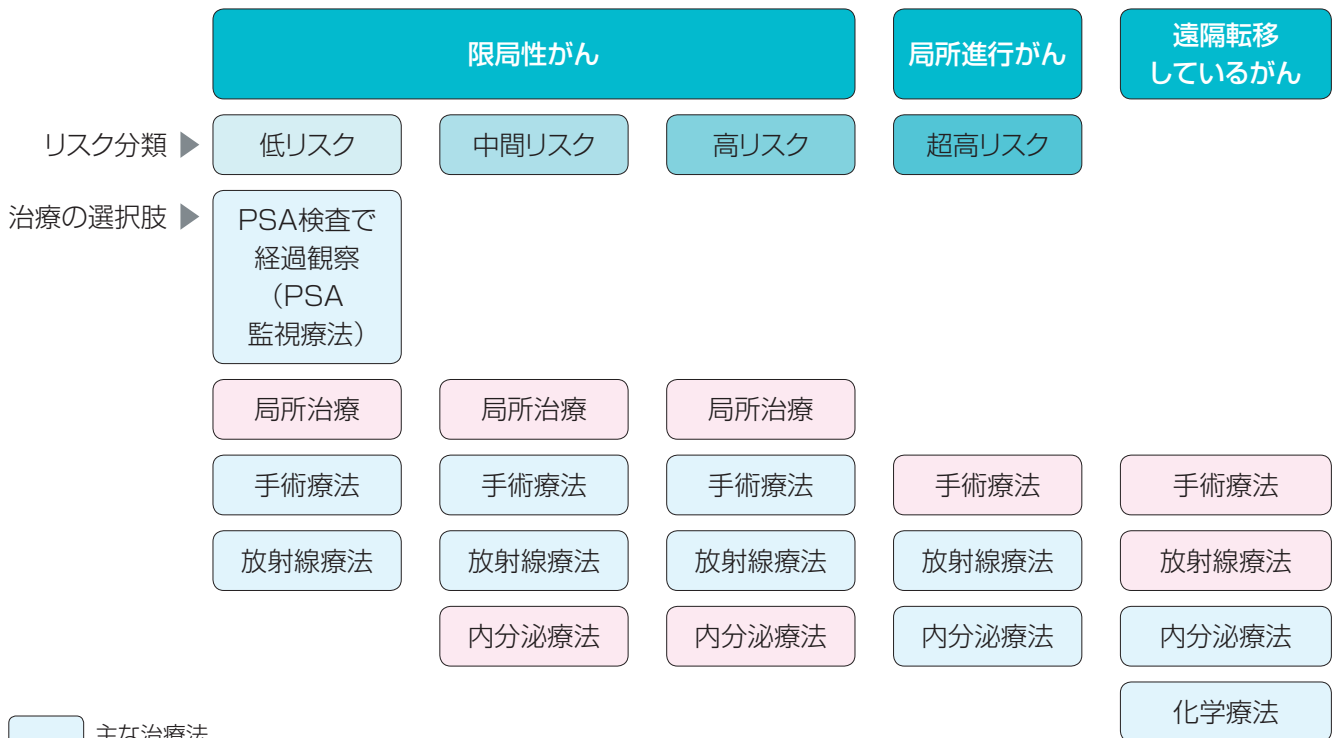 限局性がん
局所進行がん
遠隔転移
しているがん
リスク分類 ▶
低リスク
中間リスク
高リスク
超高リスク
治療の選択肢 ▶
PSA検査で
経過観察
（PSA
監視療法）
局所治療
局所治療
局所治療
手術療法
手術療法
手術療法
手術療法
手術療法
放射線療法
放射線療法
放射線療法
放射線療法
放射線療法
内分泌療法
内分泌療法
内分泌療法
内分泌療法
化学療法
主な治療法